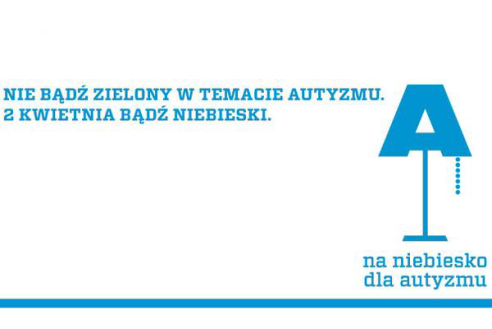 NIE BĄDŹ ZIELONY W TEMACIE AUTYZMU.
2 KWIETNIA BĄDŹ NIEBIESKI.
na niebiesko
dla autyzmu